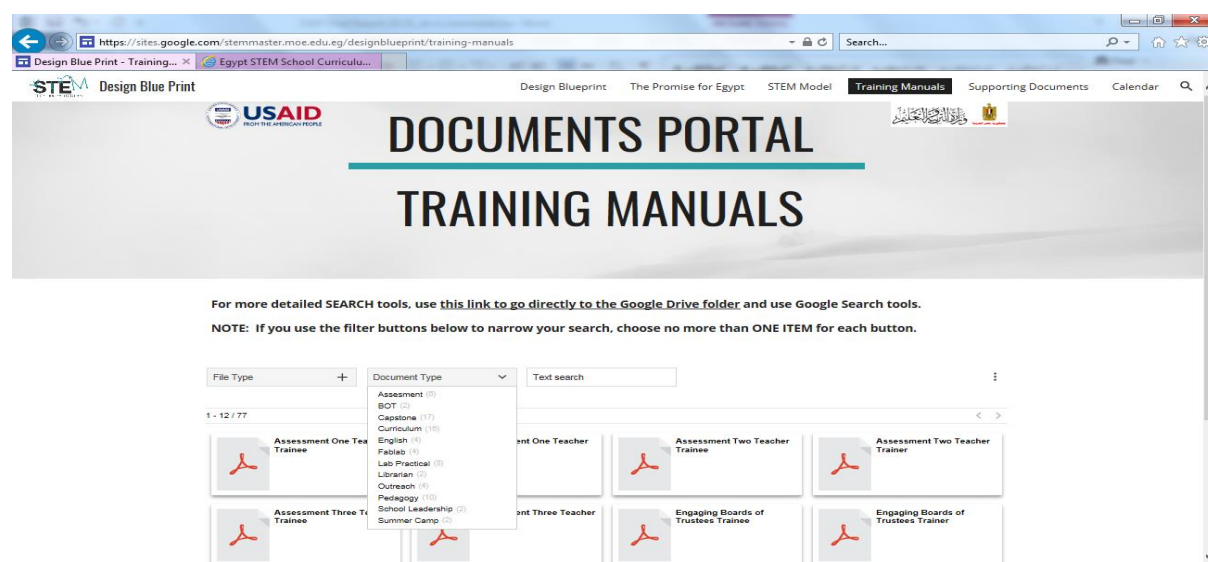 https://sites.google.com/stemmaster.moe.edu.eg/designblueprint/training-manuals
Search...
Design Blue Print - Training...
Egypt STEM School Curriculu...
STEM
Design Blue Print
Design Blueprint
The Promise for Egypt
STEM Model
Training Manuals
Supporting Documents
Calendar
USAID
FROM THE AMERICAN PEOPLE
DOCUMENTS PORTAL
TRAINING MANUALS
For more detailed SEARCH tools, use this link to go directly to the Google Drive folder and use Google Search tools.
NOTE: If you use the filter buttons below to narrow your search, choose no more than ONE ITEM for each button.
File Type
Document Type
Text search
Assesment
BOT (2)
Capstone (17)
Curriculum
English (4)
Fablab (4)
Lab Practical
Librarian (2)
Outreach (4)
Pedagogy (10)
School Leadership (2)
Summer Camp (2)
1 - 12 / 77
Assessment One Tea
Trainee
ent One Teacher
Assessment Two Teacher
Trainee
Assessment Two Teacher
Trainer
Assessment Three Te
Trainee
ent Three Teacher
Engaging Boards of
Trustees Trainee
Engaging Boards of
Trustees Trainer